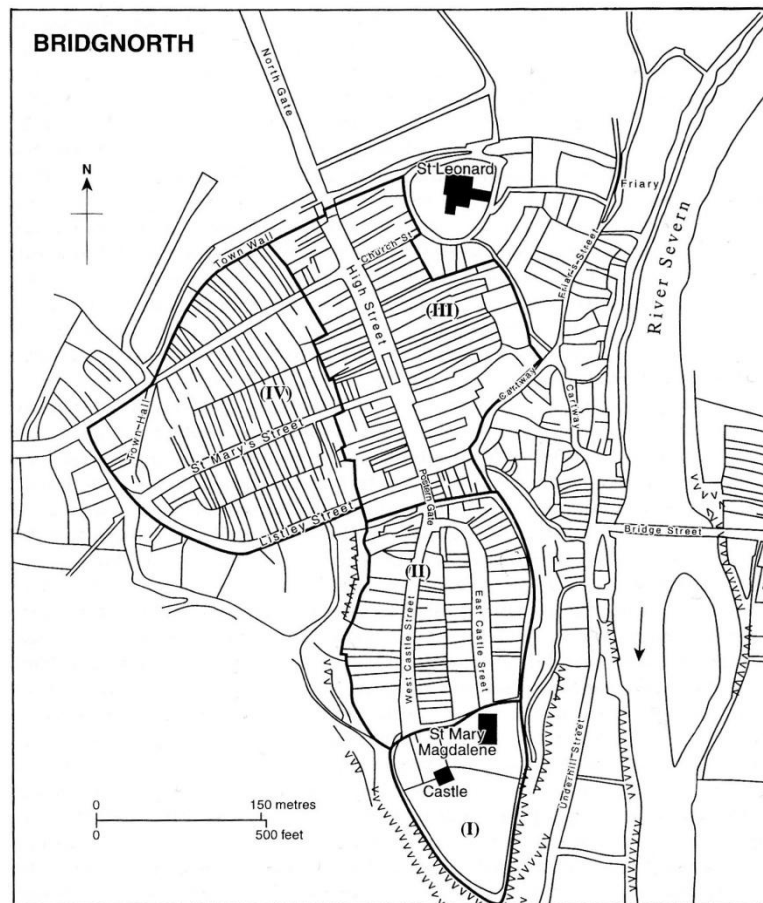 BRIDGNORTH
North Gate
N
St Leonard
Friary
Town Wall
Church St
Friar's Street
River Severn
High Street
(III)
Cartway
Cartway
(IV)
Town Hall
St Mary's Street
Postern Gate
Listley Street
Bridge Street
(II)
West Castle Street
East Castle Sreet
St Mary
Magdalene
Castle
Underhill Street
(I)
0 150 metres
0 500 feet